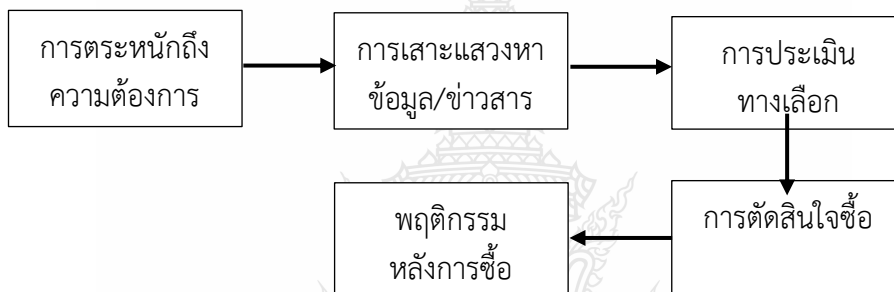 การตระหนักถึง
ความต้องการ
การเสาะแสวงหา
ข้อมูล/ข่าวสาร
การประเมิน
ทางเลือก
การตัดสินใจซื้อ
พฤติกรรม
หลังการซื้อ